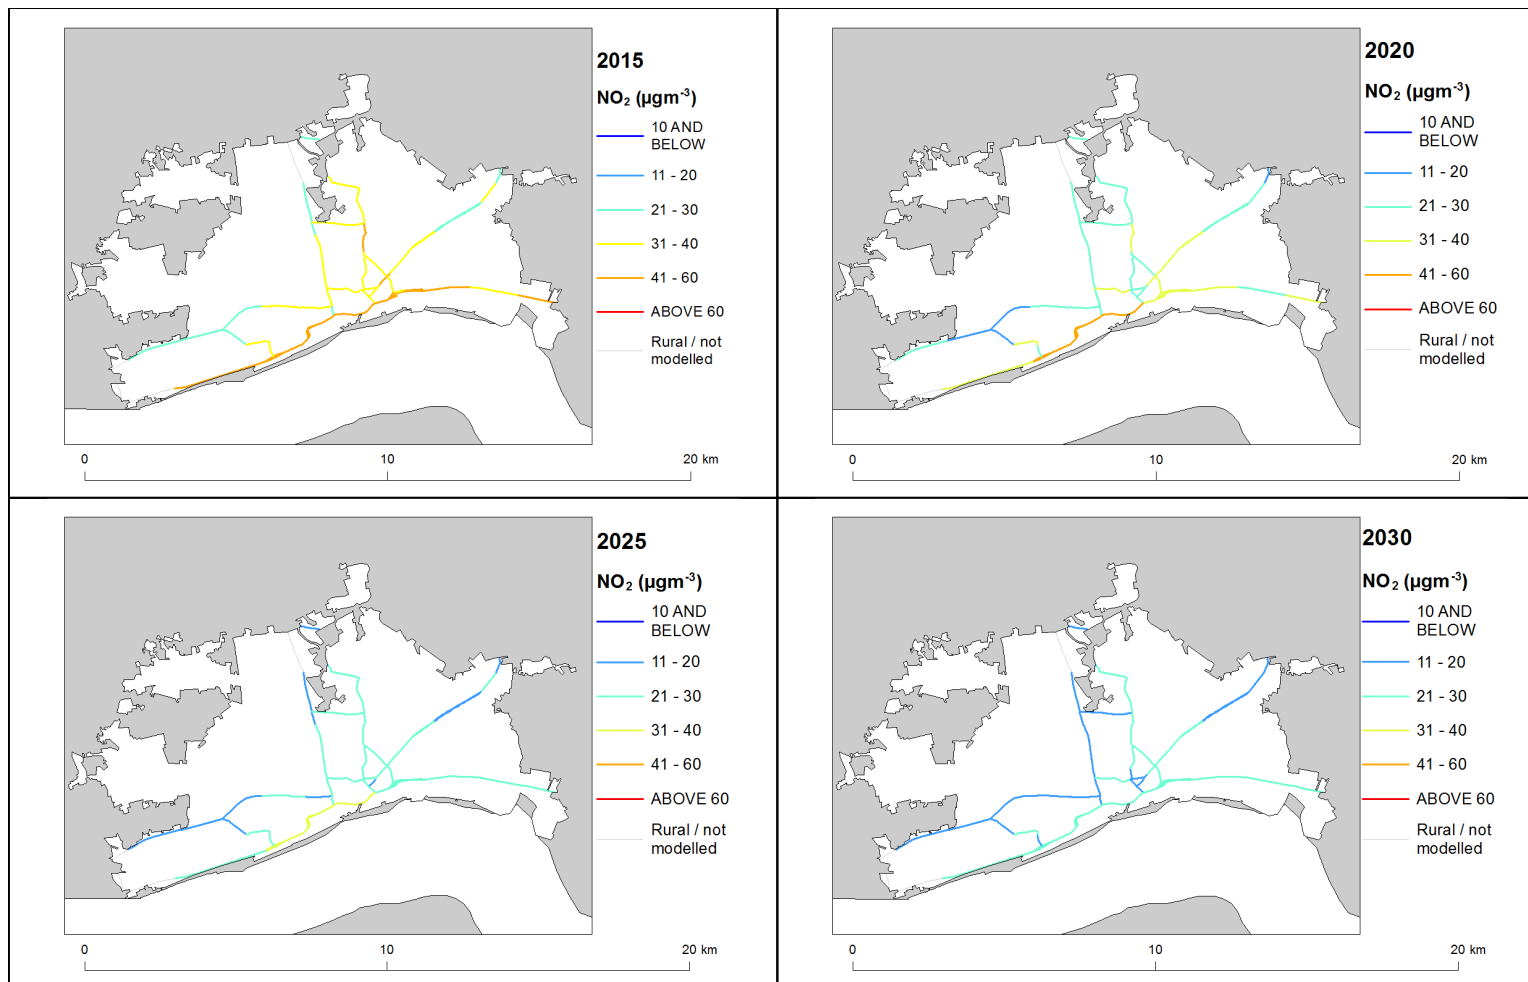 2015
NO₂ (µgm⁻³)
10 AND
BELOW
11 - 20
21 - 30
31 - 40
41 - 60
ABOVE 60
Rural / not
modelled
0 10 20 km
2020
NO₂ (µgm⁻³)
10 AND
BELOW
11 - 20
21 - 30
31 - 40
41 - 60
ABOVE 60
Rural / not
modelled
0 10 20 km
2025
NO₂ (µgm⁻³)
10 AND
BELOW
11 - 20
21 - 30
31 - 40
41 - 60
ABOVE 60
Rural / not
modelled
0 10 20 km
2030
NO₂ (µgm⁻³)
10 AND
BELOW
11 - 20
21 - 30
31 - 40
41 - 60
ABOVE 60
Rural / not
modelled
0 10 20 km